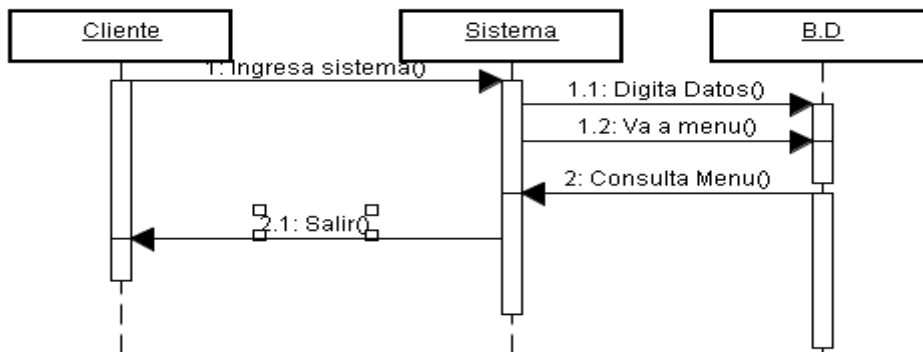 Cliente
Sistema
B.D
1: Ingresa sistema()
1.1: Digita Datos()
1.2: Va a menu()
2: Consulta Menu()
2.1: Salir()